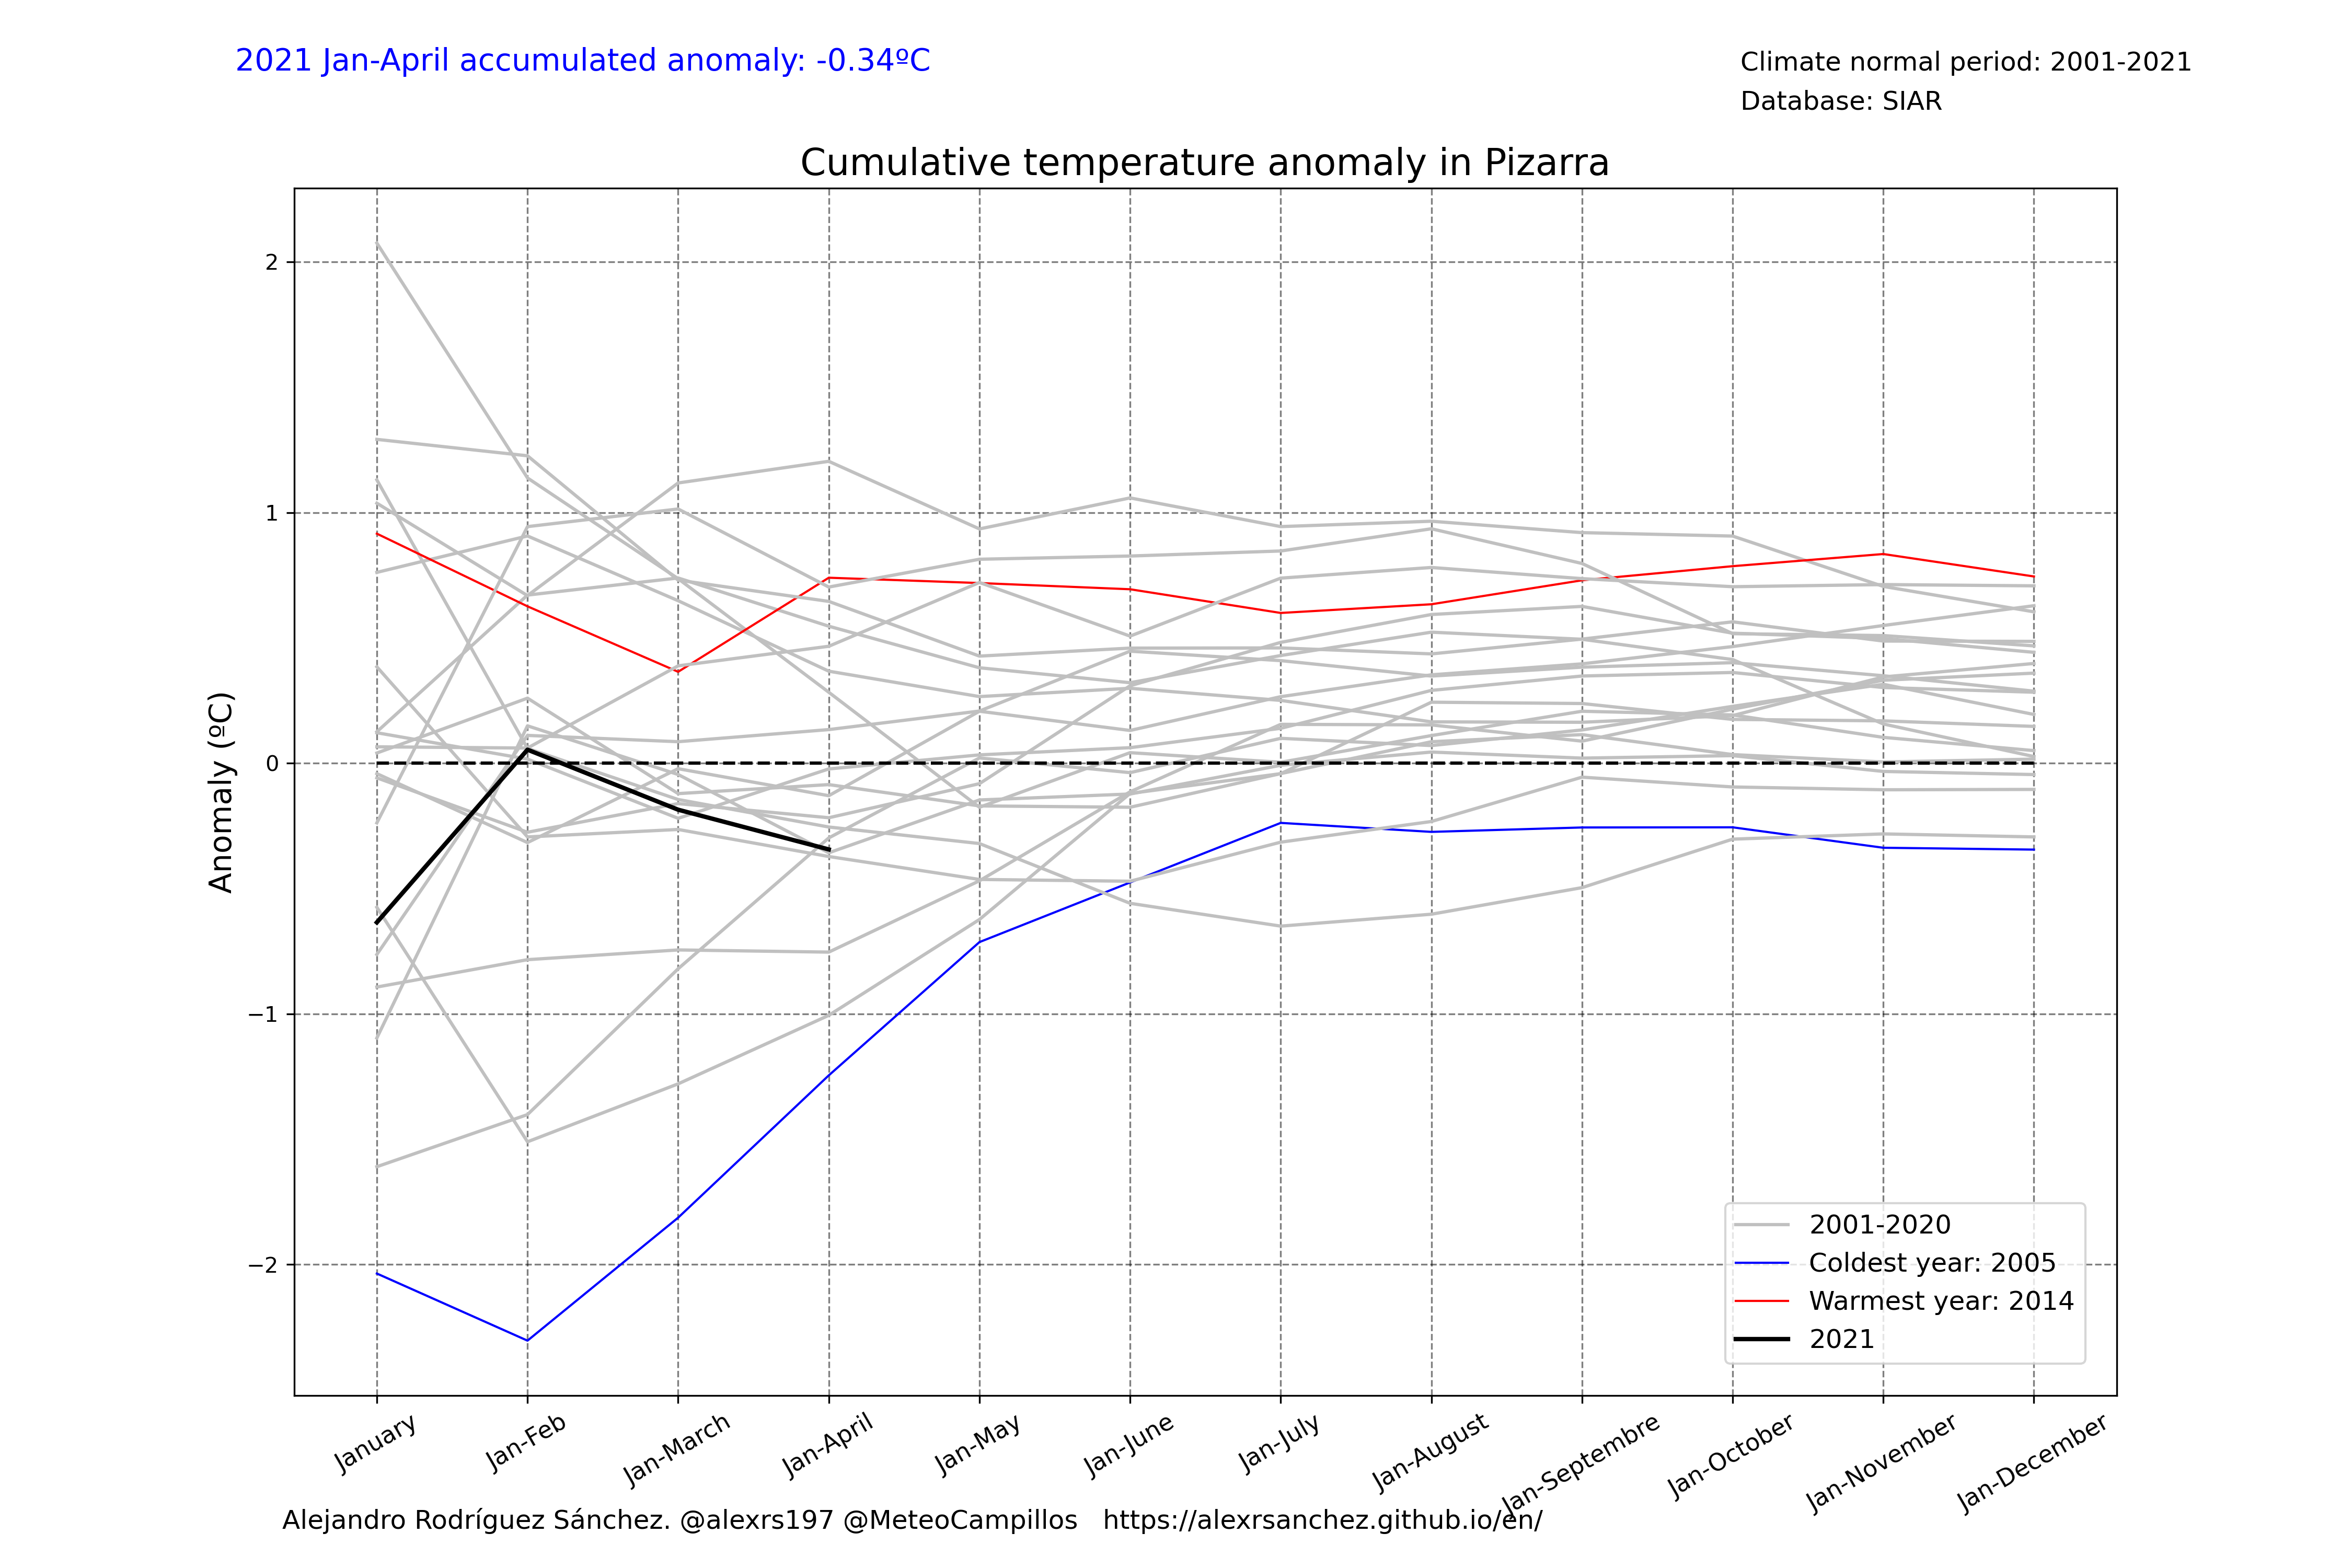 2021 Jan-April accumulated anomaly: -0.34ºC
Climate normal period: 2001-2021
Database: SIAR
Cumulative temperature anomaly in Pizarra
2
1
0
−1
−2
Anomaly (ºC)
2001-2020
Coldest year: 2005
Warmest year: 2014
2021
January
Jan-Feb
Jan-March
Jan-April
Jan-May
Jan-June
Jan-July
Jan-August
Jan-Septembre
Jan-October
Jan-November
Jan-December
Alejandro Rodríguez Sánchez. @alexrs197 @MeteoCampillos   https://alexrsanchez.github.io/en/